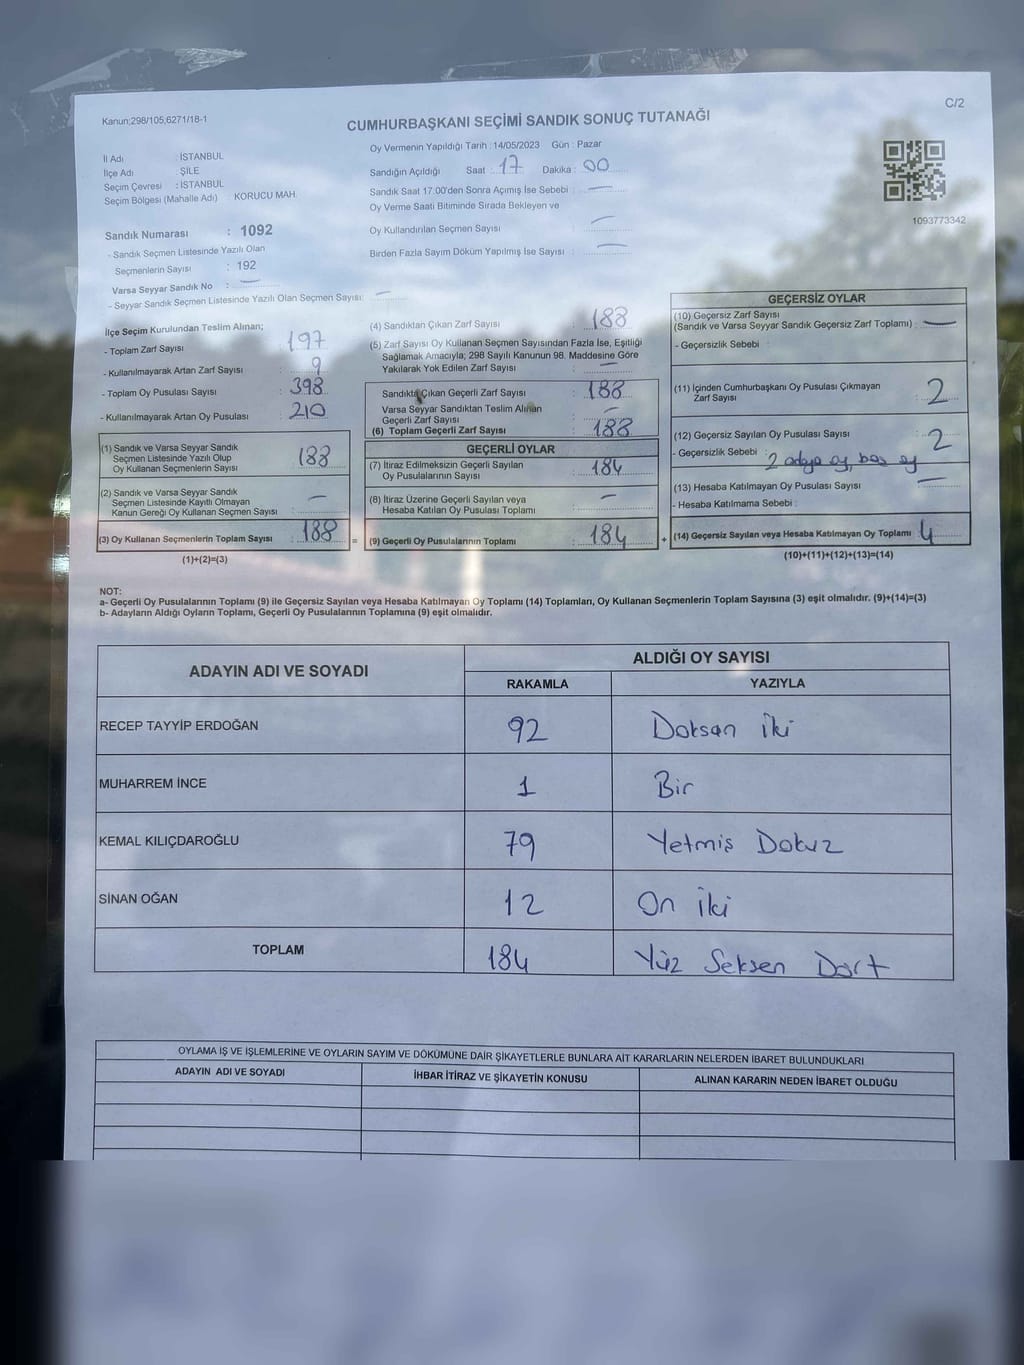 Kanun;298/105,6271/18-1
C/2
CUMHURBAŞKANI SEÇİMİ SANDIK SONUÇ TUTANAĞI
Oy Vermenin Yapıldığı Tarih : 14/05/2023 Gün : Pazar
İl Adı : İSTANBUL
İlçe Adı : ŞİLE
Seçim Çevresi : İSTANBUL
Seçim Bölgesi (Mahalle Adı) KORUCU MAH.
Sandığın Açıldığı Saat : 17 Dakika : 00
Sandık Saat 17:00'den Sonra Açımış İse Sebebi : —
Oy Verme Saati Bitiminde Sırada Bekleyen ve
Oy Kullandırılan Seçmen Sayısı : —
Birden Fazla Sayım Döküm Yapılmış İse Sayısı : —
1093773342
Sandık Numarası : 1092
- Sandık Seçmen Listesinde Yazılı Olan
Seçmenlerin Sayısı : 192
Varsa Seyyar Sandık No : —
- Seyyar Sandık Seçmen Listesinde Yazılı Olan Seçmen Sayısı: —
İlçe Seçim Kurulundan Teslim Alınan;
- Toplam Zarf Sayısı : 197
- Kullanılmayarak Artan Zarf Sayısı : 9
- Toplam Oy Pusulası Sayısı : 398
- Kullanılmayarak Artan Oy Pusulası : 210
(1) Sandık ve Varsa Seyyar Sandık
Seçmen Listesinde Yazılı Olup
Oy Kullanan Seçmenlerin Sayısı : 188
(2) Sandık ve Varsa Seyyar Sandık
Seçmen Listesinde Kayıtlı Olmayan
Kanun Gereği Oy Kullanan Seçmen Sayısı : —
(3) Oy Kullanan Seçmenlerin Toplam Sayısı : 188
(1)+(2)=(3)
(4) Sandıktan Çıkan Zarf Sayısı : 188
(5) Zarf Sayısı Oy Kullanan Seçmen Sayısından Fazla İse, Eşitliği
Sağlamak Amacıyla; 298 Sayılı Kanunun 98. Maddesine Göre
Yakılarak Yok Edilen Zarf Sayısı : —
Sandıktan Çıkan Geçerli Zarf Sayısı : 188
Varsa Seyyar Sandıktan Teslim Alınan
Geçerli Zarf Sayısı : —
(6) Toplam Geçerli Zarf Sayısı : 188
GEÇERLİ OYLAR
(7) İtiraz Edilmeksizin Geçerli Sayılan
Oy Pusulalarının Sayısı : 184
(8) İtiraz Üzerine Geçerli Sayılan veya
Hesaba Katılan Oy Pusulası Toplamı : —
= (9) Geçerli Oy Pusulalarının Toplamı : 184
GEÇERSİZ OYLAR
(10) Geçersiz Zarf Sayısı
(Sandık ve Varsa Seyyar Sandık Geçersiz Zarf Toplamı) : —
- Geçersizlik Sebebi :
(11) İçinden Cumhurbaşkanı Oy Pusulası Çıkmayan
Zarf Sayısı : 2
(12) Geçersiz Sayılan Oy Pusulası Sayısı : 2
- Geçersizlik Sebebi : 2 adaya oy, boş oy
(13) Hesaba Katılmayan Oy Pusulası Sayısı : —
- Hesaba Katılmama Sebebi :
+ (14) Geçersiz Sayılan veya Hesaba Katılmayan Oy Toplamı : 4
(10)+(11)+(12)+(13)=(14)
NOT:
a- Geçerli Oy Pusulalarının Toplamı (9) ile Geçersiz Sayılan veya Hesaba Katılmayan Oy Toplamı (14) Toplamları, Oy Kullanan Seçmenlerin Toplam Sayısına (3) eşit olmalıdır. (9)+(14)=(3)
b- Adayların Aldığı Oyların Toplamı, Geçerli Oy Pusulalarının Toplamına (9) eşit olmalıdır.
ADAYIN ADI VE SOYADI
ALDIĞI OY SAYISI
RAKAMLA YAZIYLA
RECEP TAYYİP ERDOĞAN 92 Doksan İki
MUHARREM İNCE 1 Bir
KEMAL KILIÇDAROĞLU 79 Yetmiş Dokuz
SİNAN OĞAN 12 On İki
TOPLAM 184 Yüz Seksen Dört
OYLAMA İŞ VE İŞLEMLERİNE VE OYLARIN SAYIM VE DÖKÜMÜNE DAİR ŞİKAYETLERLE BUNLARA AİT KARARLARIN NELERDEN İBARET BULUNDUKLARI
ADAYIN ADI VE SOYADI İHBAR İTİRAZ VE ŞİKAYETİN KONUSU ALINAN KARARIN NEDEN İBARET OLDUĞU